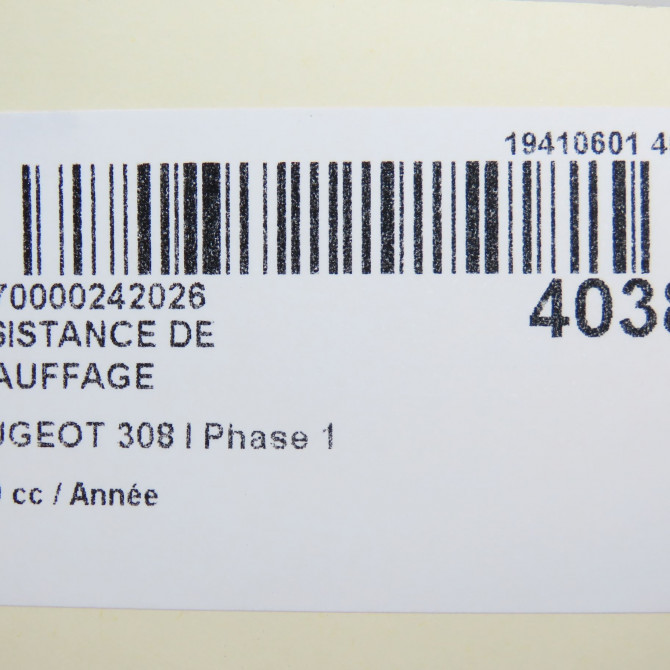 19410601 4
70000242026
4038
SISTANCE DE
AUFFAGE
UGEOT 308 I Phase 1
cc / Année